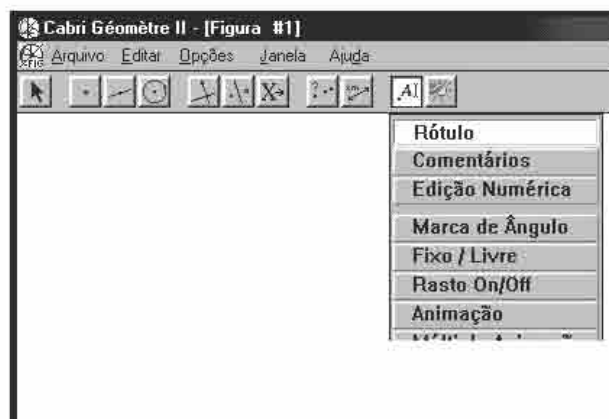 Cabri Géomètre II - [Figura #1]
Arquivo Editar Opções Janela Ajuda
Rótulo
Comentários
Edição Numérica
Marca de Ângulo
Fixo / Livre
Rasto On/Off
Animação